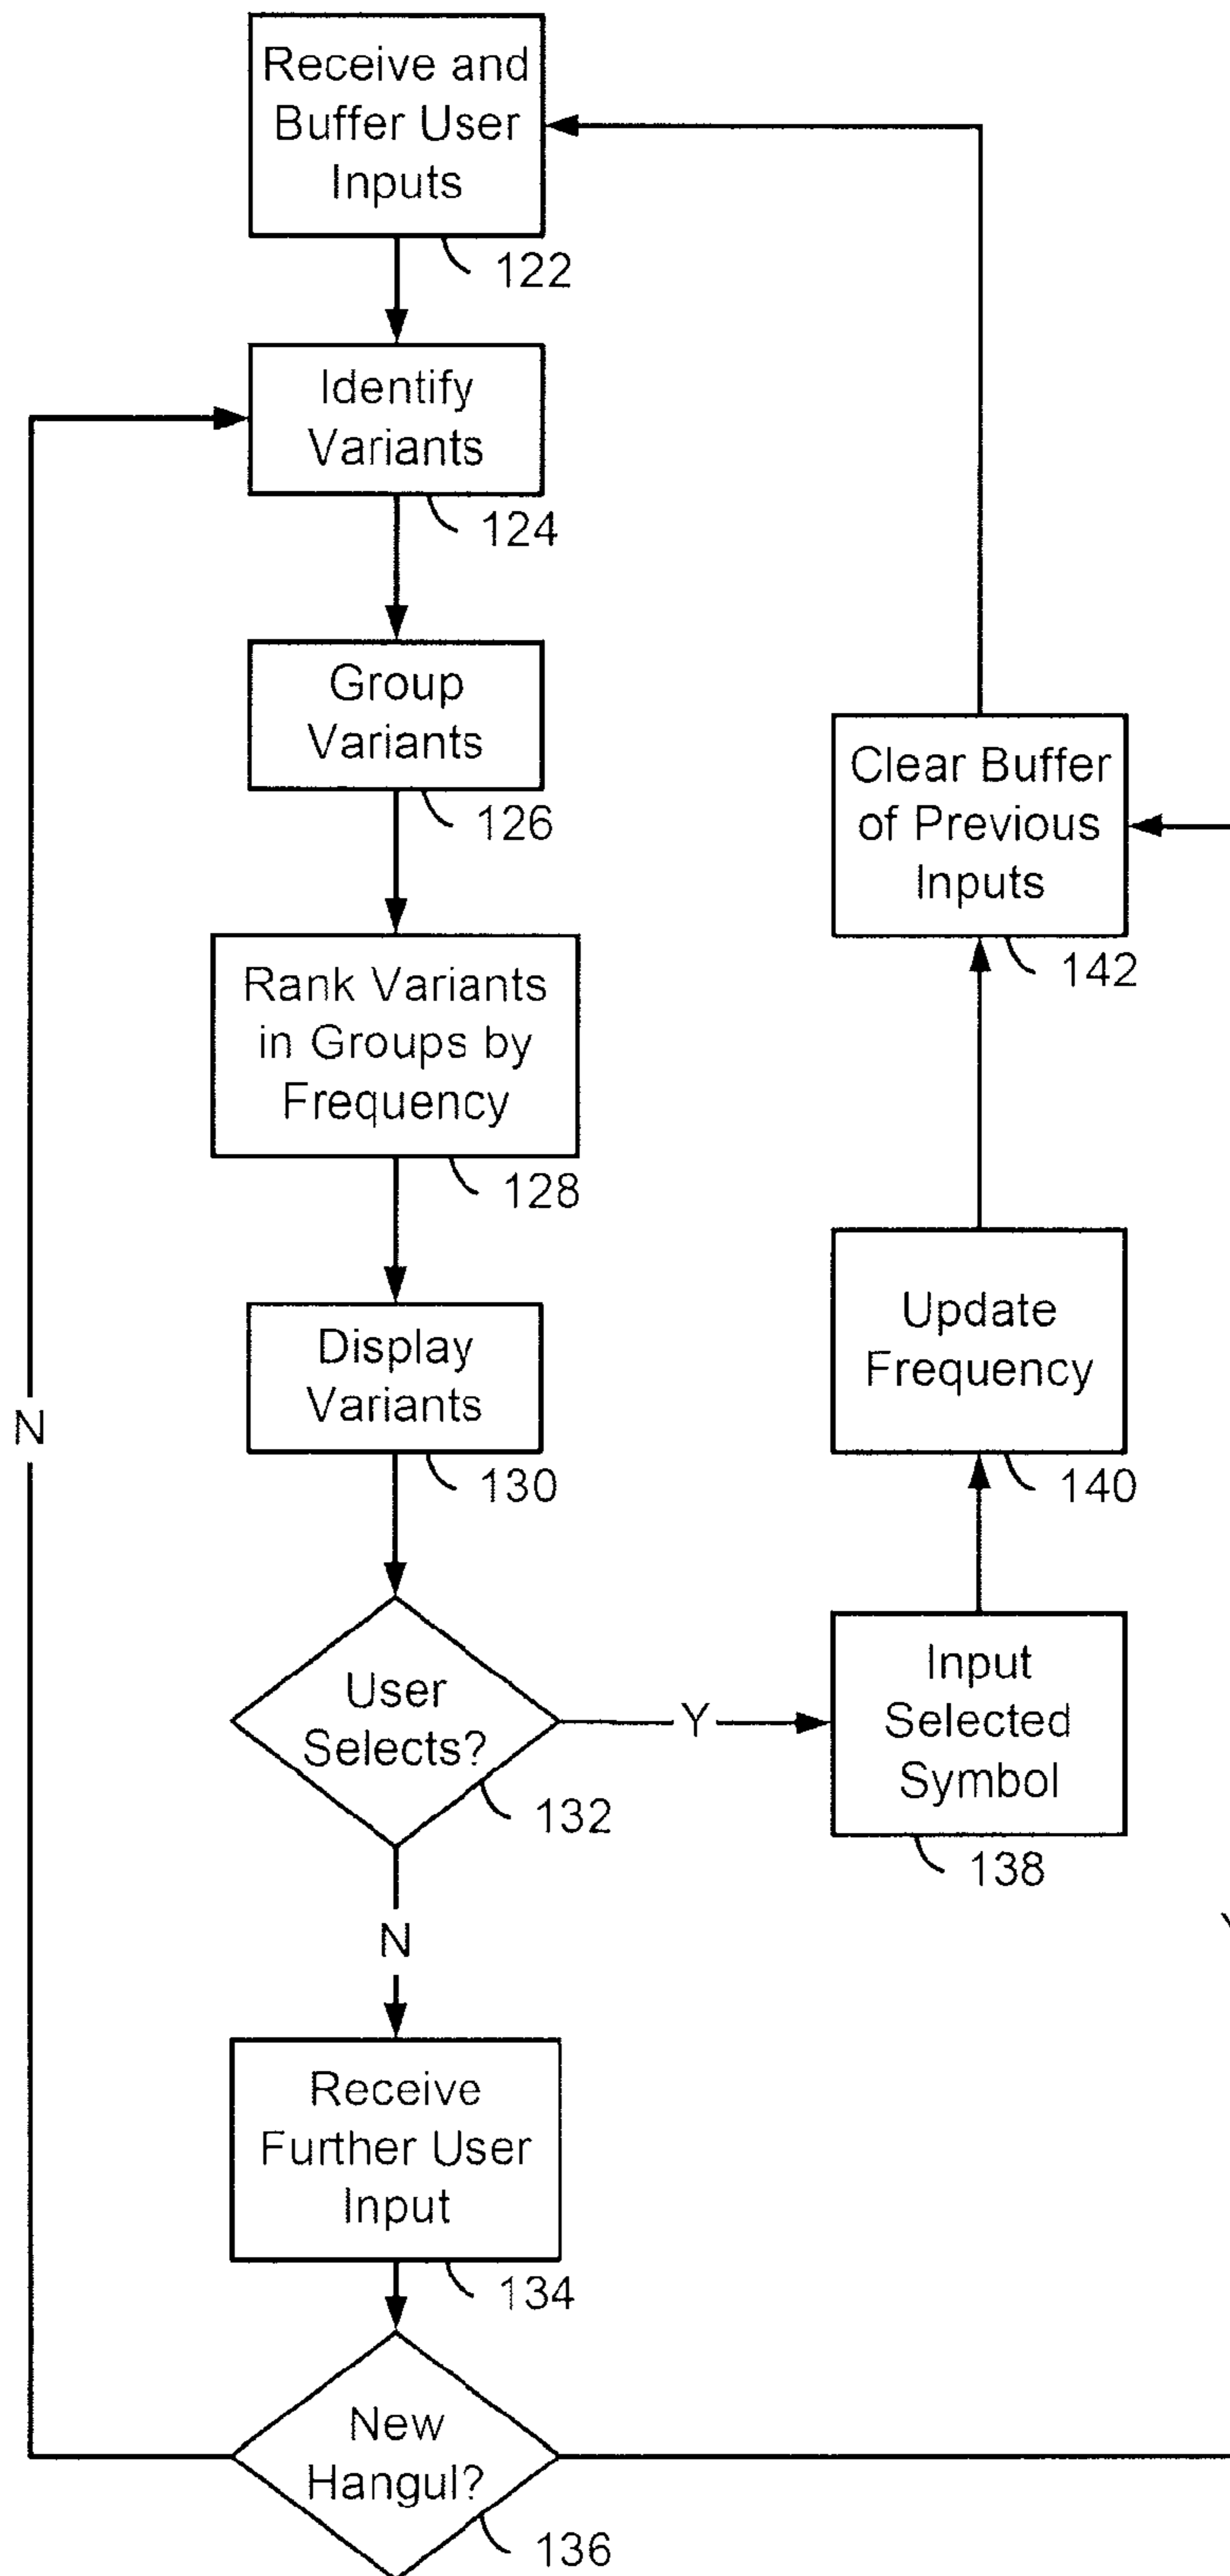 Receive and
Buffer User
Inputs
122
Identify
Variants
124
Group
Variants
126
Rank Variants
in Groups by
Frequency
128
Display
Variants
130
User
Selects?
132
Y
N
Receive
Further User
Input
134
New
Hangul?
136
N
Input
Selected
Symbol
138
Update
Frequency
140
Clear Buffer
of Previous
Inputs
142